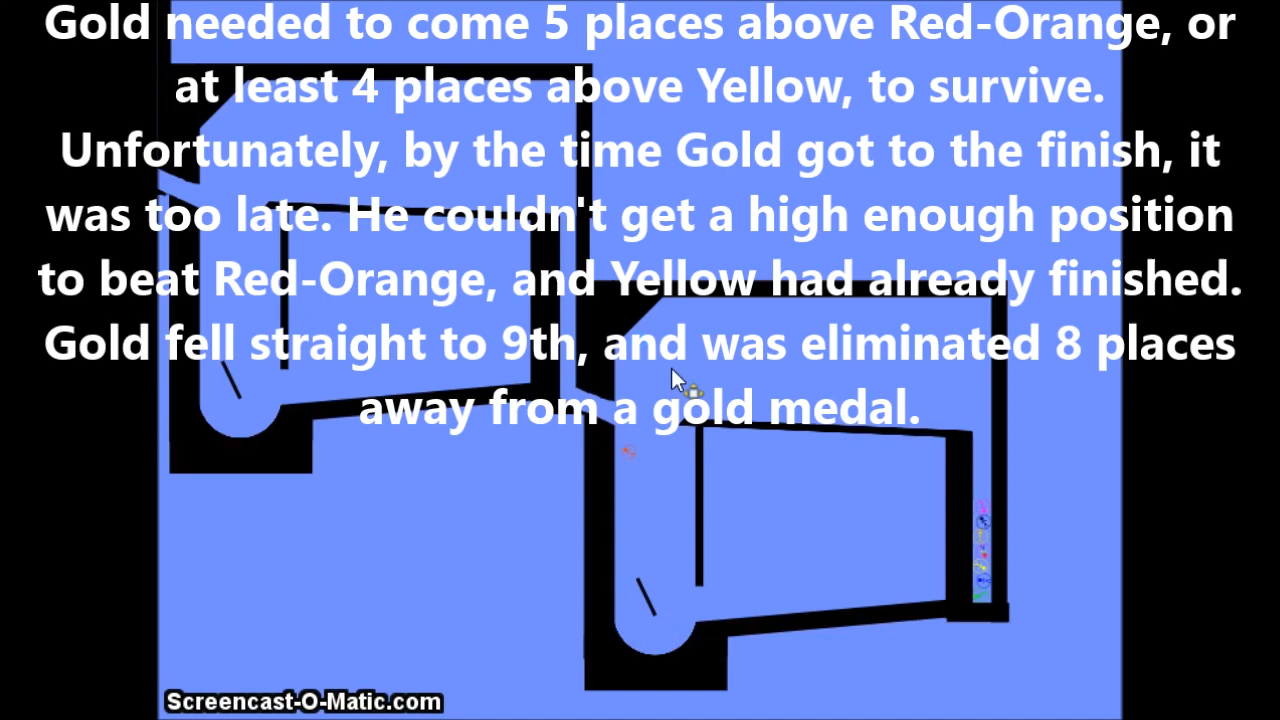 Gold needed to come 5 places above Red-Orange, or
at least 4 places above Yellow, to survive.
Unfortunately, by the time Gold got to the finish, it
was too late. He couldn't get a high enough position
to beat Red-Orange, and Yellow had already finished.
Gold fell straight to 9th, and was eliminated 8 places
away from a gold medal.
Screencast-O-Matic.com